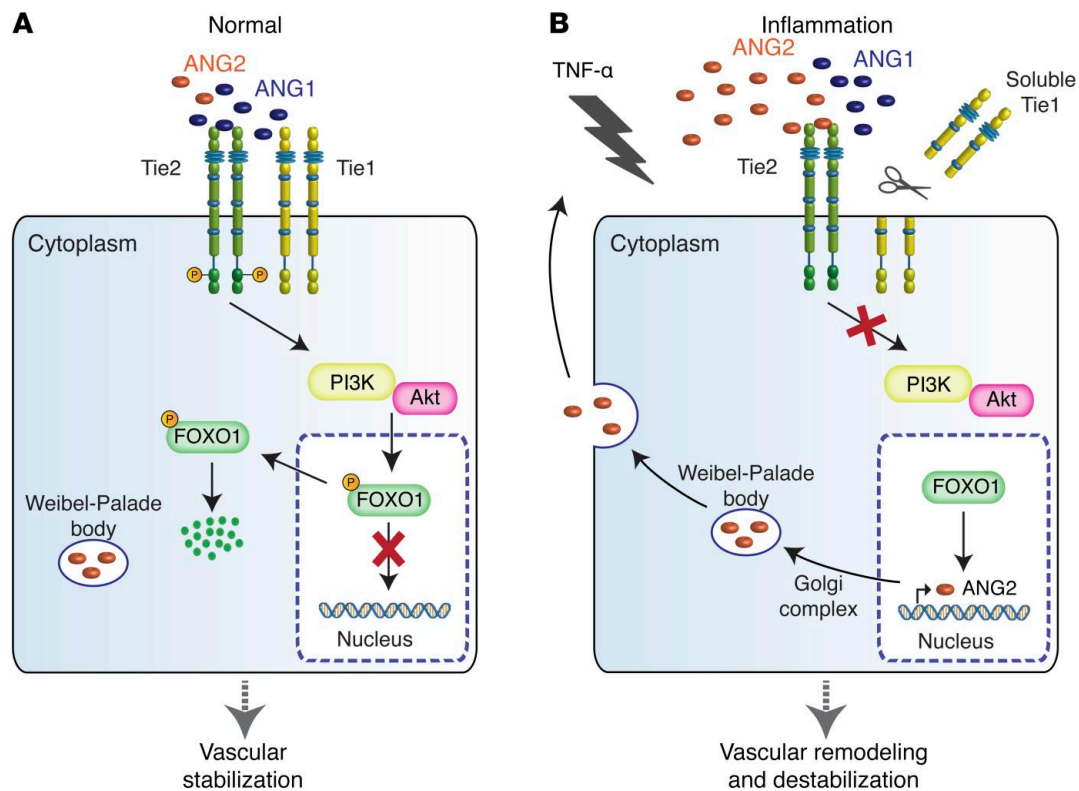 A
Normal
ANG2
ANG1
Tie2
Tie1
Cytoplasm
P
P
PI3K
Akt
P
FOXO1
P
FOXO1
Weibel-Palade
body
Nucleus
Vascular
stabilization
B
Inflammation
ANG2
TNF-α
ANG1
Soluble
Tie1
Tie2
Cytoplasm
PI3K
Akt
FOXO1
Weibel-Palade
body
Golgi
complex
ANG2
Nucleus
Vascular remodeling
and destabilization